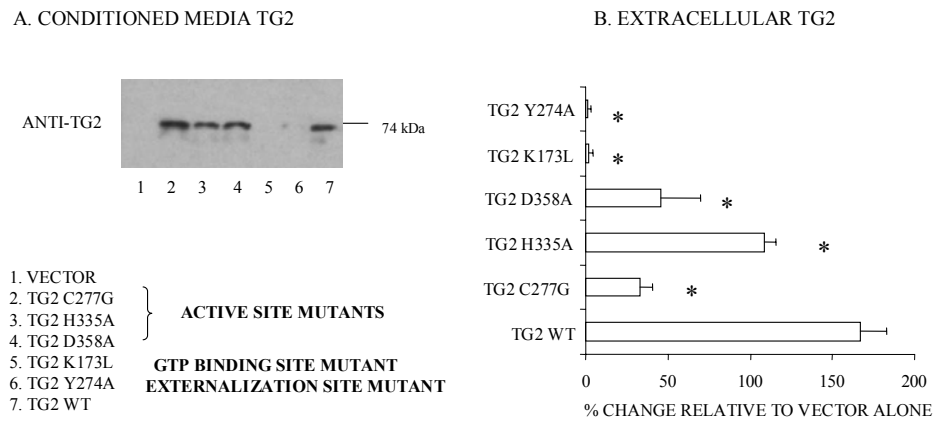 A. CONDITIONED MEDIA TG2
ANTI-TG2
74 kDa
1 2 3 4 5 6 7
1. VECTOR
2. TG2 C277G
3. TG2 H335A
4. TG2 D358A
5. TG2 K173L
6. TG2 Y274A
7. TG2 WT
ACTIVE SITE MUTANTS
GTP BINDING SITE MUTANT
EXTERNALIZATION SITE MUTANT
B. EXTRACELLULAR TG2
TG2 Y274A *
TG2 K173L *
TG2 D358A *
TG2 H335A *
TG2 C277G *
TG2 WT
0 50 100 150 200
% CHANGE RELATIVE TO VECTOR ALONE